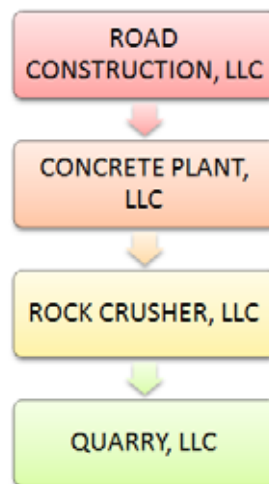 ROAD
CONSTRUCTION, LLC
CONCRETE PLANT,
LLC
ROCK CRUSHER, LLC
QUARRY, LLC